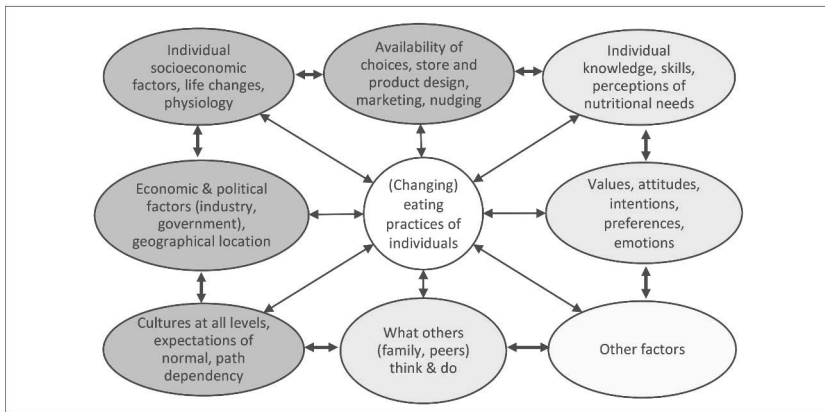 Individual
socioeconomic
factors, life changes,
physiology
Availability of
choices, store and
product design,
marketing, nudging
Individual
knowledge, skills,
perceptions of
nutritional needs
Economic & political
factors (industry,
government),
geographical location
(Changing)
eating
practices of
individuals
Values, attitudes,
intentions,
preferences,
emotions
Cultures at all levels,
expectations of
normal, path
dependency
What others
(family, peers)
think & do
Other factors